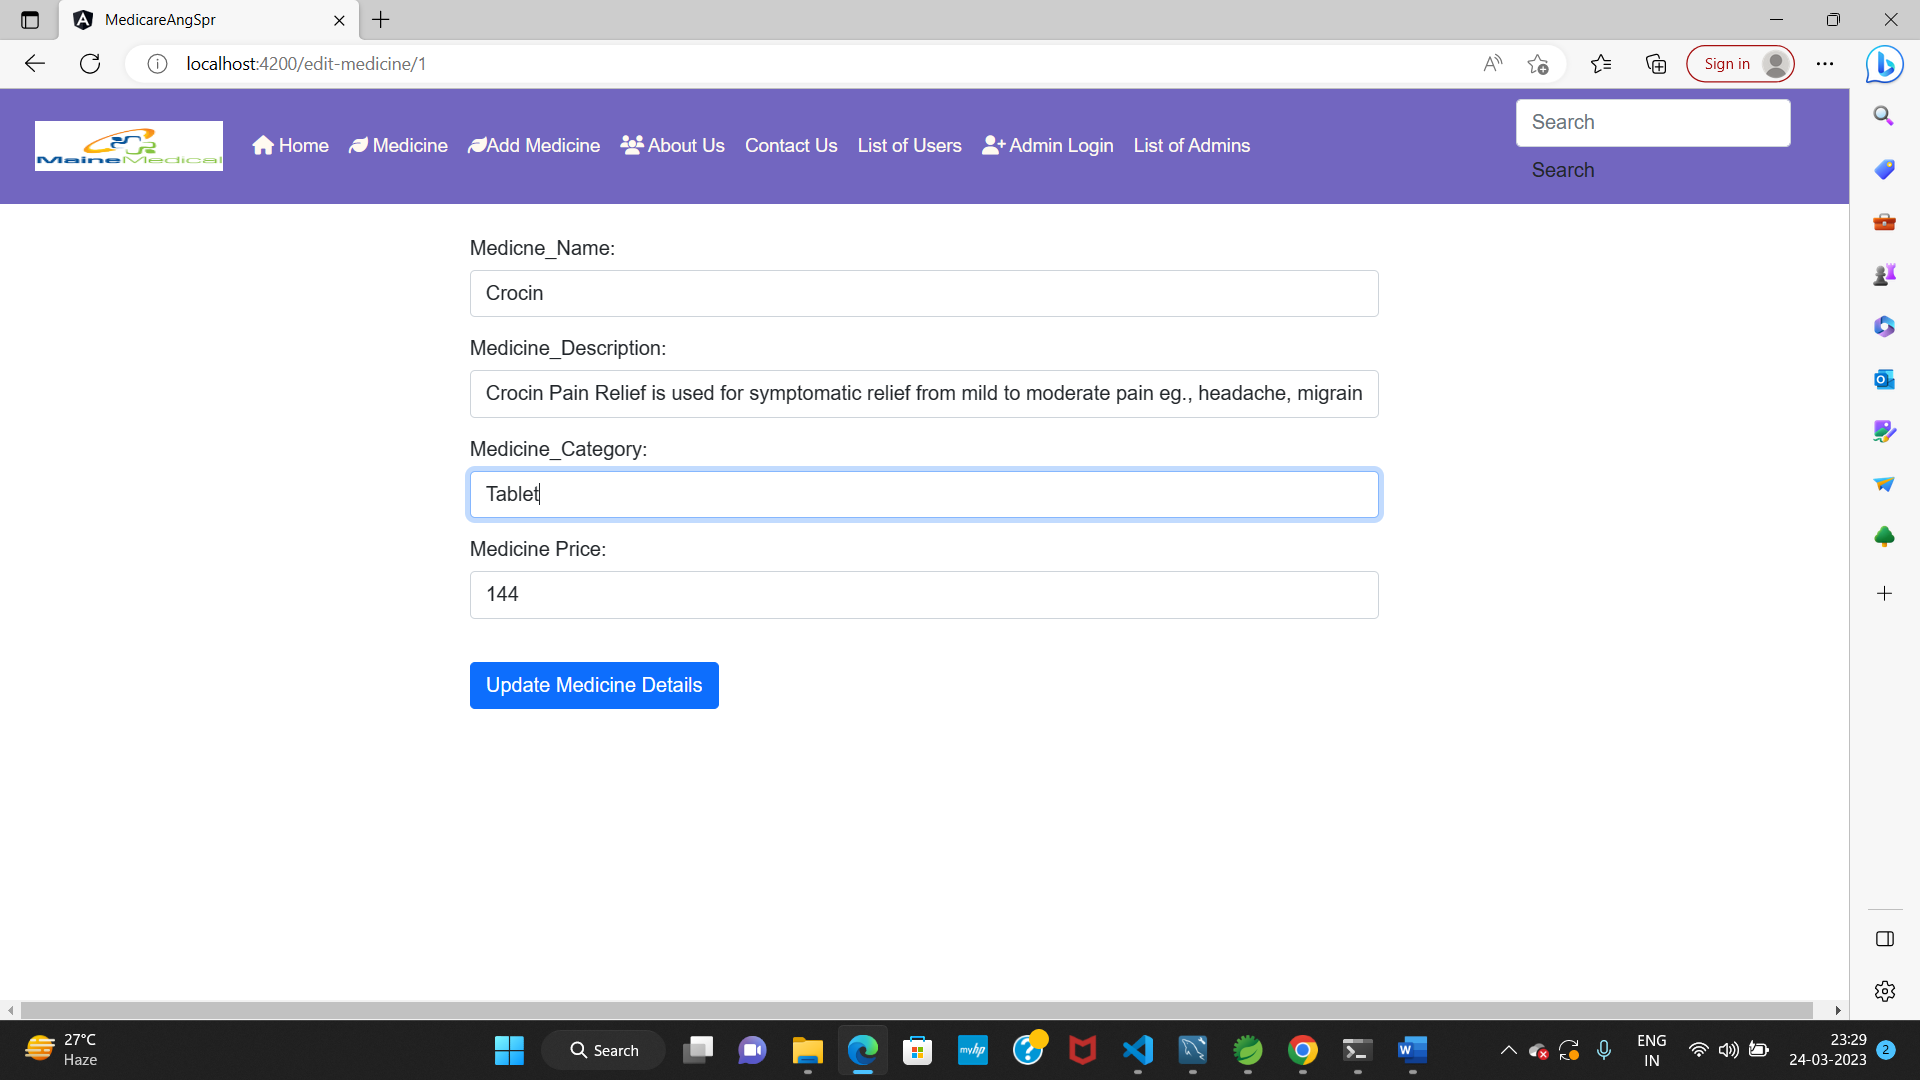 MedicareAngSpr
localhost:4200/edit-medicine/1
Sign in
MaineMedical
Home
Medicine
Add Medicine
About Us
Contact Us
List of Users
Admin Login
List of Admins
Search
Search
Medicne_Name:
Crocin
Medicine_Description:
Crocin Pain Relief is used for symptomatic relief from mild to moderate pain eg., headache, migrain
Medicine_Category:
Tablet
Medicine Price:
144
Update Medicine Details
27°C
Haze
Search
myhp
ENG
IN
23:29
24-03-2023
2